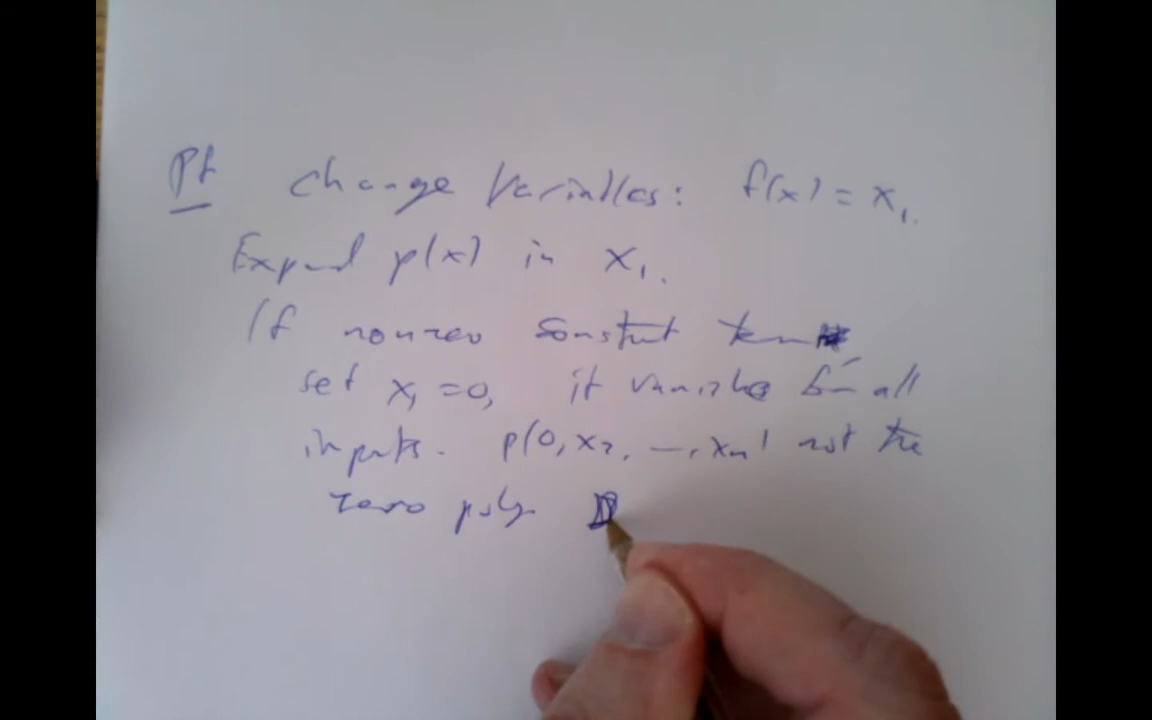 Pf change variables: f(x) = x₁.
Expand p(x) in x₁.
If nonzero constant term,
set x₁ = 0, it vanishes for all
inputs. p(0, x₂, ..., xₙ) not the
zero poly